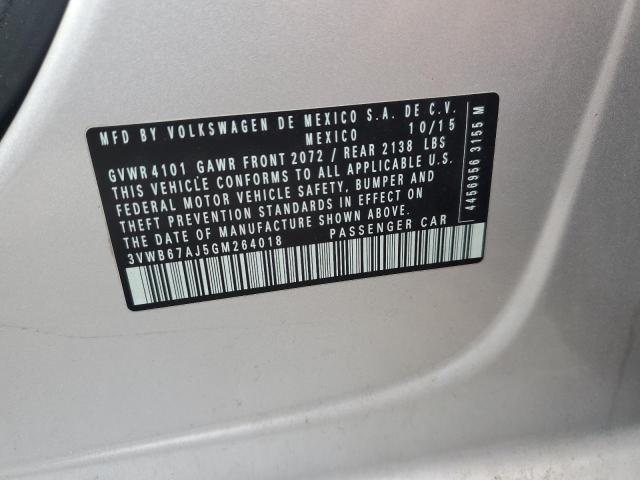 MFD BY VOLKSWAGEN DE MEXICO S.A. DE C.V.
MEXICO 10/15
GVWR 4101 GAWR FRONT 2072 / REAR 2138 LBS
THIS VEHICLE CONFORMS TO ALL APPLICABLE U.S.
FEDERAL MOTOR VEHICLE SAFETY, BUMPER AND
THEFT PREVENTION STANDARDS IN EFFECT ON
THE DATE OF MANUFACTURE SHOWN ABOVE.
3VWB67AJ5GM264018 PASSENGER CAR
4456956 3155 M